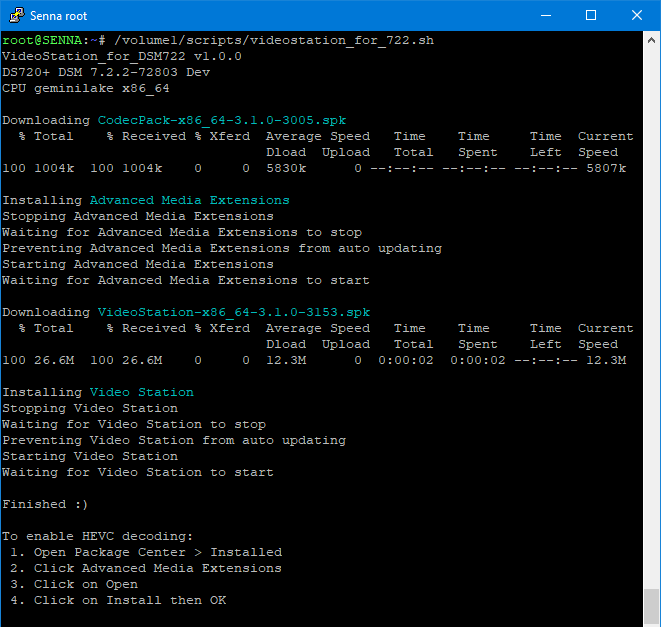 Senna root
root@SENNA:~# /volume1/scripts/videostation_for_722.sh
VideoStation_for_DSM722 v1.0.0
DS720+ DSM 7.2.2-72803 Dev
CPU geminilake x86_64
Downloading CodecPack-x86_64-3.1.0-3005.spk
% Total % Received % Xferd Average Speed Time Time Time Current
Dload Upload Total Spent Left Speed
100 1004k 100 1004k 0 0 5830k 0 --:--:-- --:--:-- --:--:-- 5807k
Installing Advanced Media Extensions
Stopping Advanced Media Extensions
Waiting for Advanced Media Extensions to stop
Preventing Advanced Media Extensions from auto updating
Starting Advanced Media Extensions
Waiting for Advanced Media Extensions to start
Downloading VideoStation-x86_64-3.1.0-3153.spk
% Total % Received % Xferd Average Speed Time Time Time Current
Dload Upload Total Spent Left Speed
100 26.6M 100 26.6M 0 0 12.3M 0 0:00:02 0:00:02 --:--:-- 12.3M
Installing Video Station
Stopping Video Station
Waiting for Video Station to stop
Preventing Video Station from auto updating
Starting Video Station
Waiting for Video Station to start
Finished :)
To enable HEVC decoding:
1. Open Package Center > Installed
2. Click Advanced Media Extensions
3. Click on Open
4. Click on Install then OK